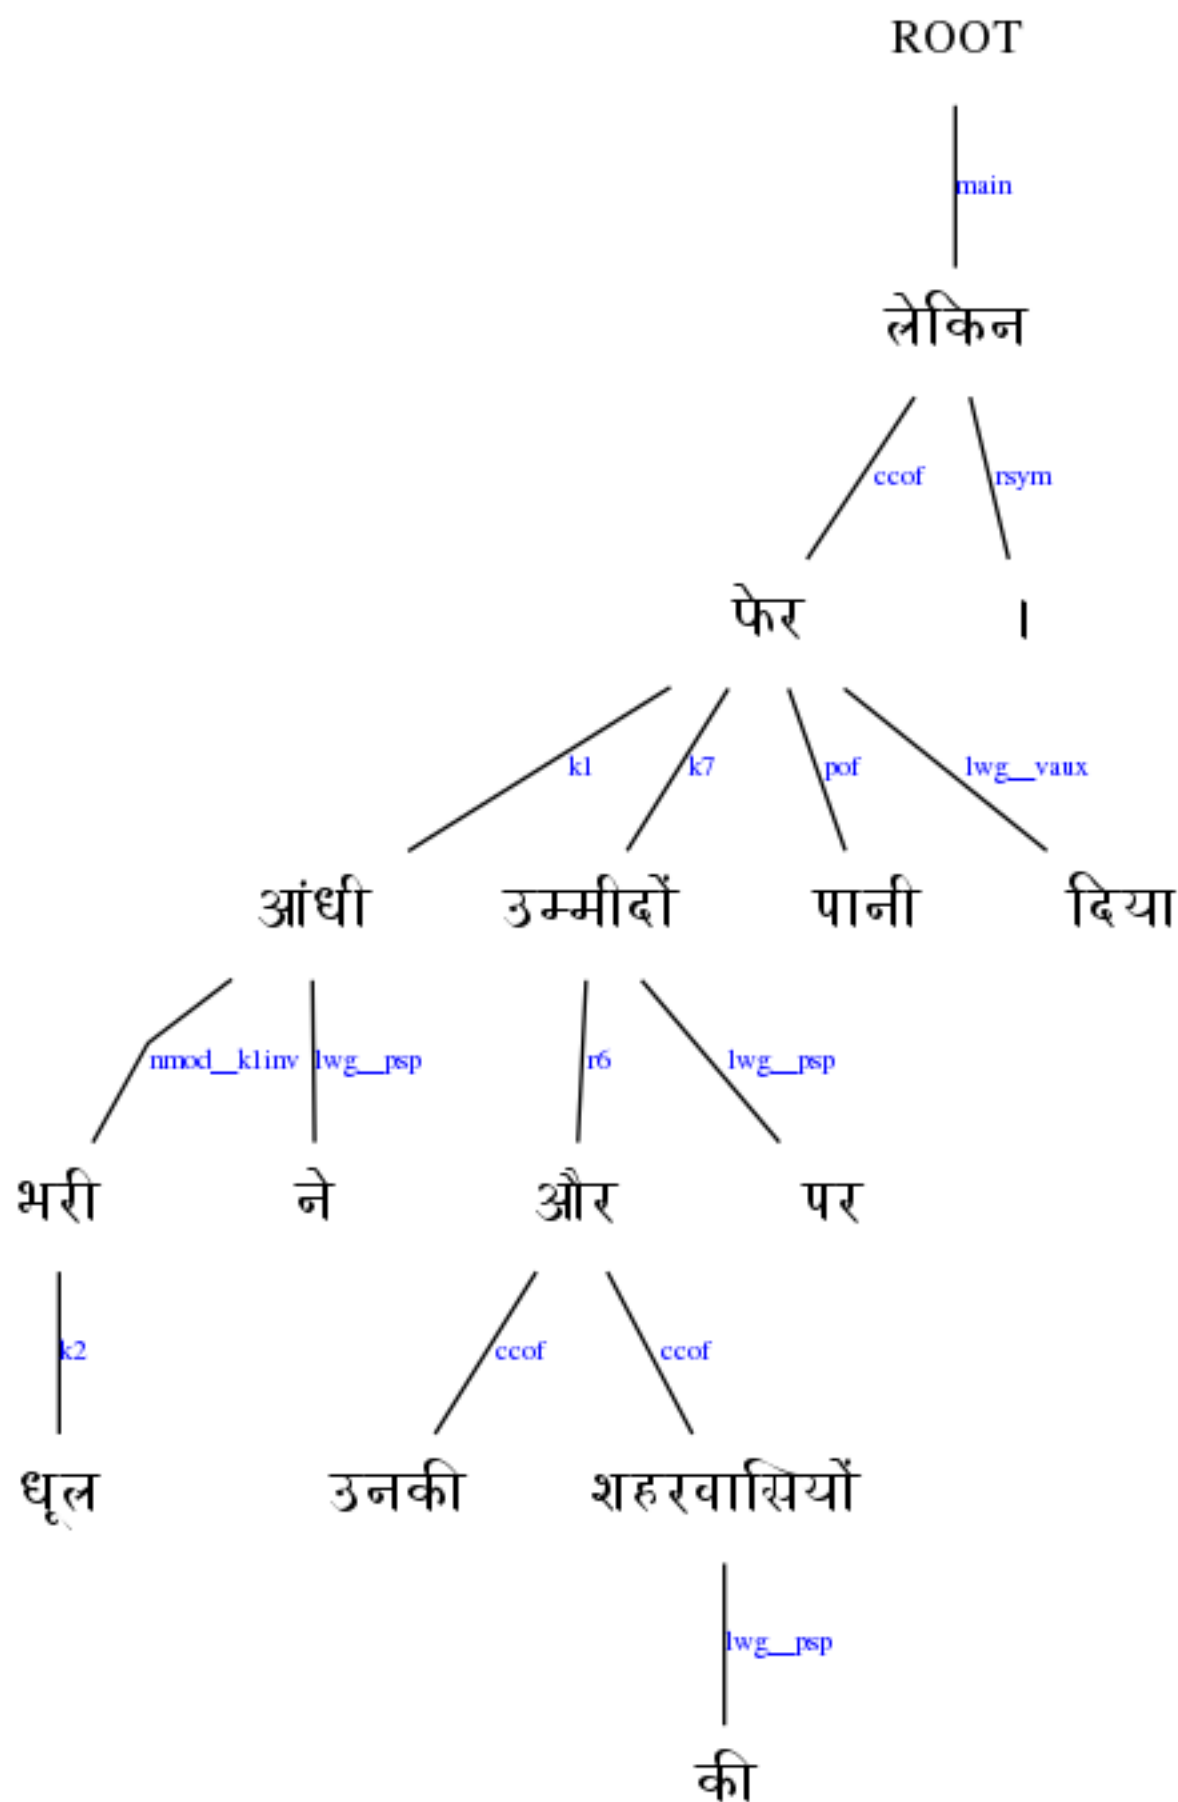 ROOT
main
लेकिन
ccof rsym
फेर ।
k1 k7 pof lwg__vaux
आंधी उम्मीदों पानी दिया
nmod__k1inv lwg__psp r6 lwg__psp
भरी ने और पर
k2 ccof ccof
धूल उनकी शहरवासियों
lwg__psp
की